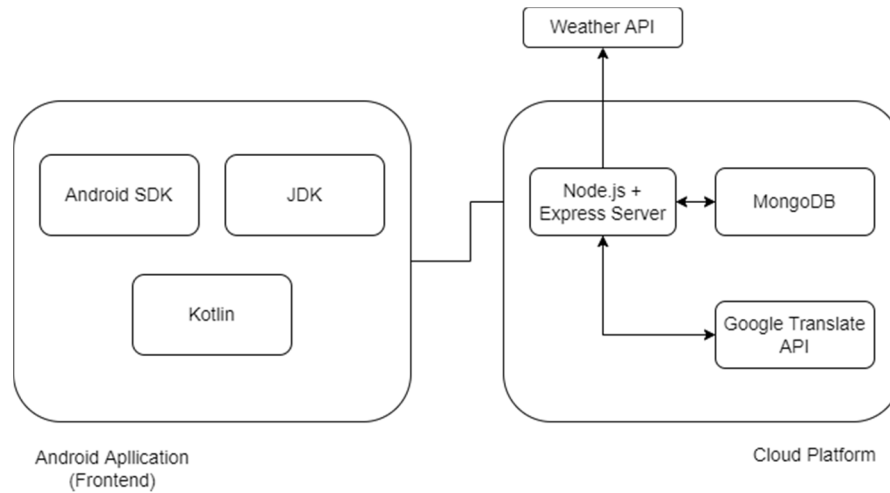 Weather API
Android SDK
JDK
Kotlin
Node.js +
Express Server
MongoDB
Google Translate
API
Android Apllication
(Frontend)
Cloud Platform